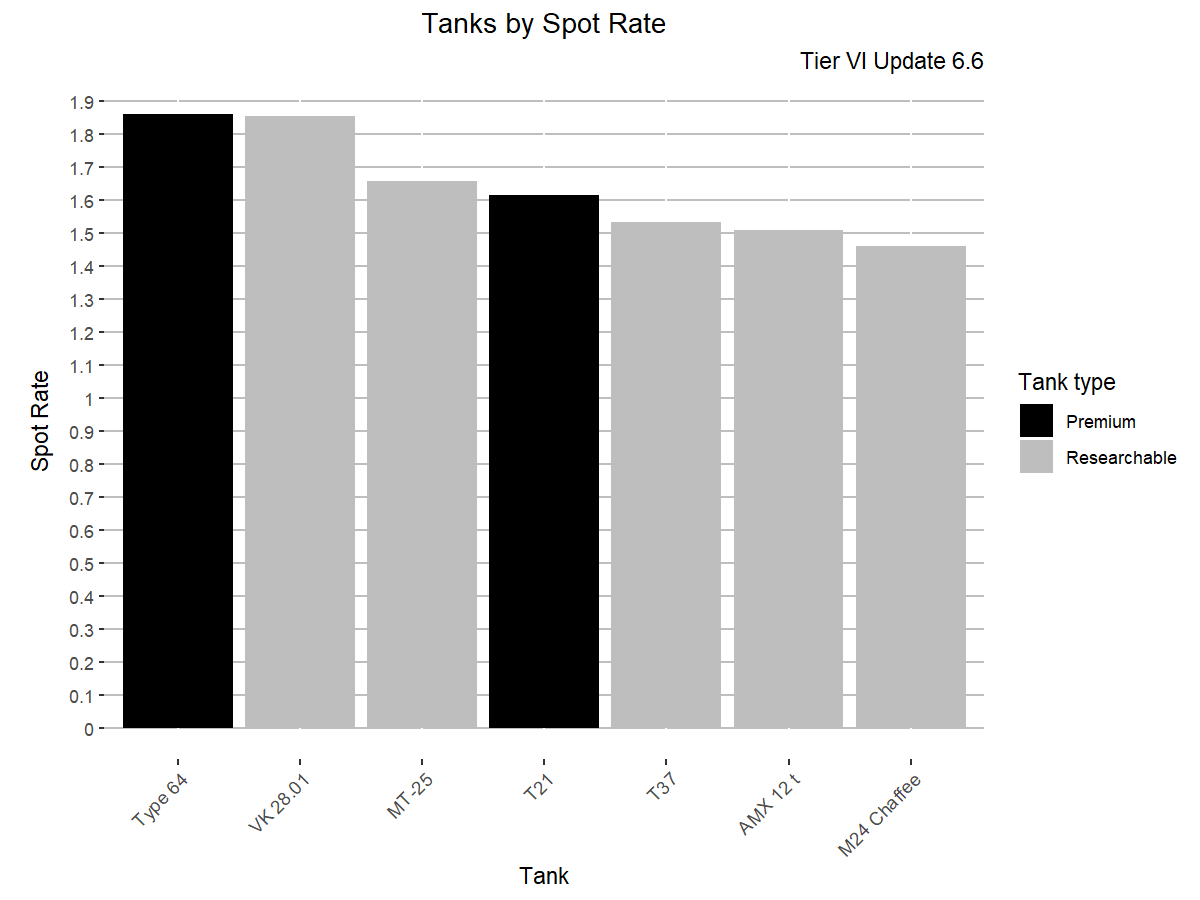 Tanks by Spot Rate
Tier VI Update 6.6
Spot Rate
1.9
1.8
1.7
1.6
1.5
1.4
1.3
1.2
1.1
1
0.9
0.8
0.7
0.6
0.5
0.4
0.3
0.2
0.1
0
Type 64
VK 28.01
MT-25
T21
T37
AMX 12 t
M24 Chaffee
Tank
Tank type
Premium
Researchable